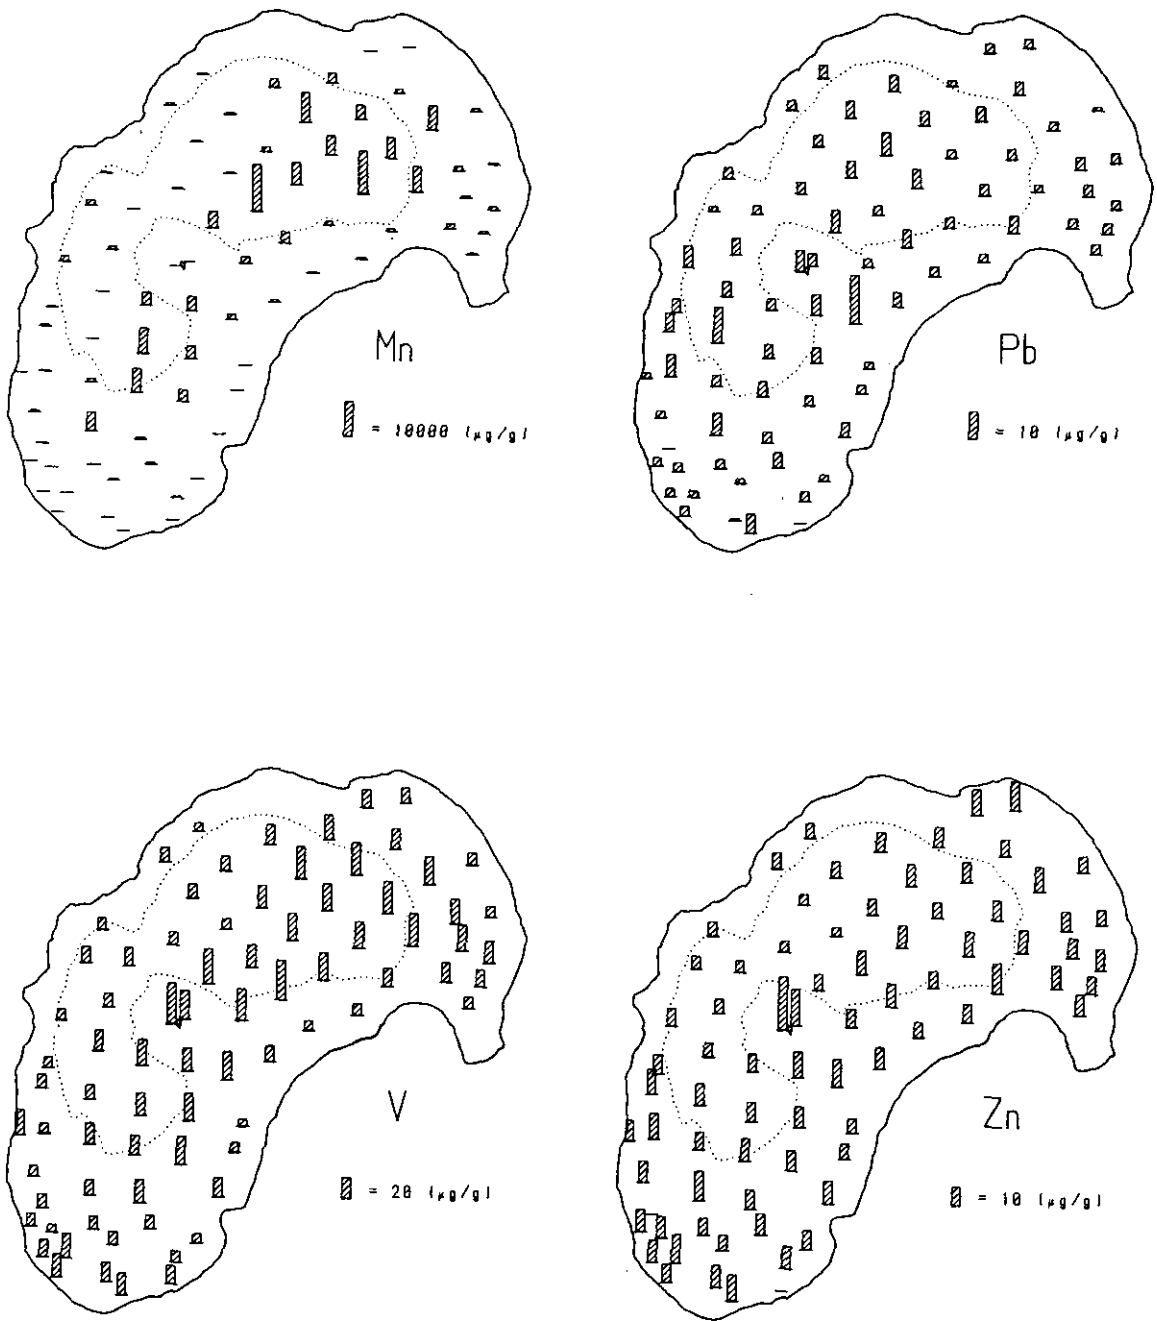 Mn
= 10000 (µg/g)
Pb
= 10 (µg/g)
V
= 20 (µg/g)
Zn
= 10 (µg/g)